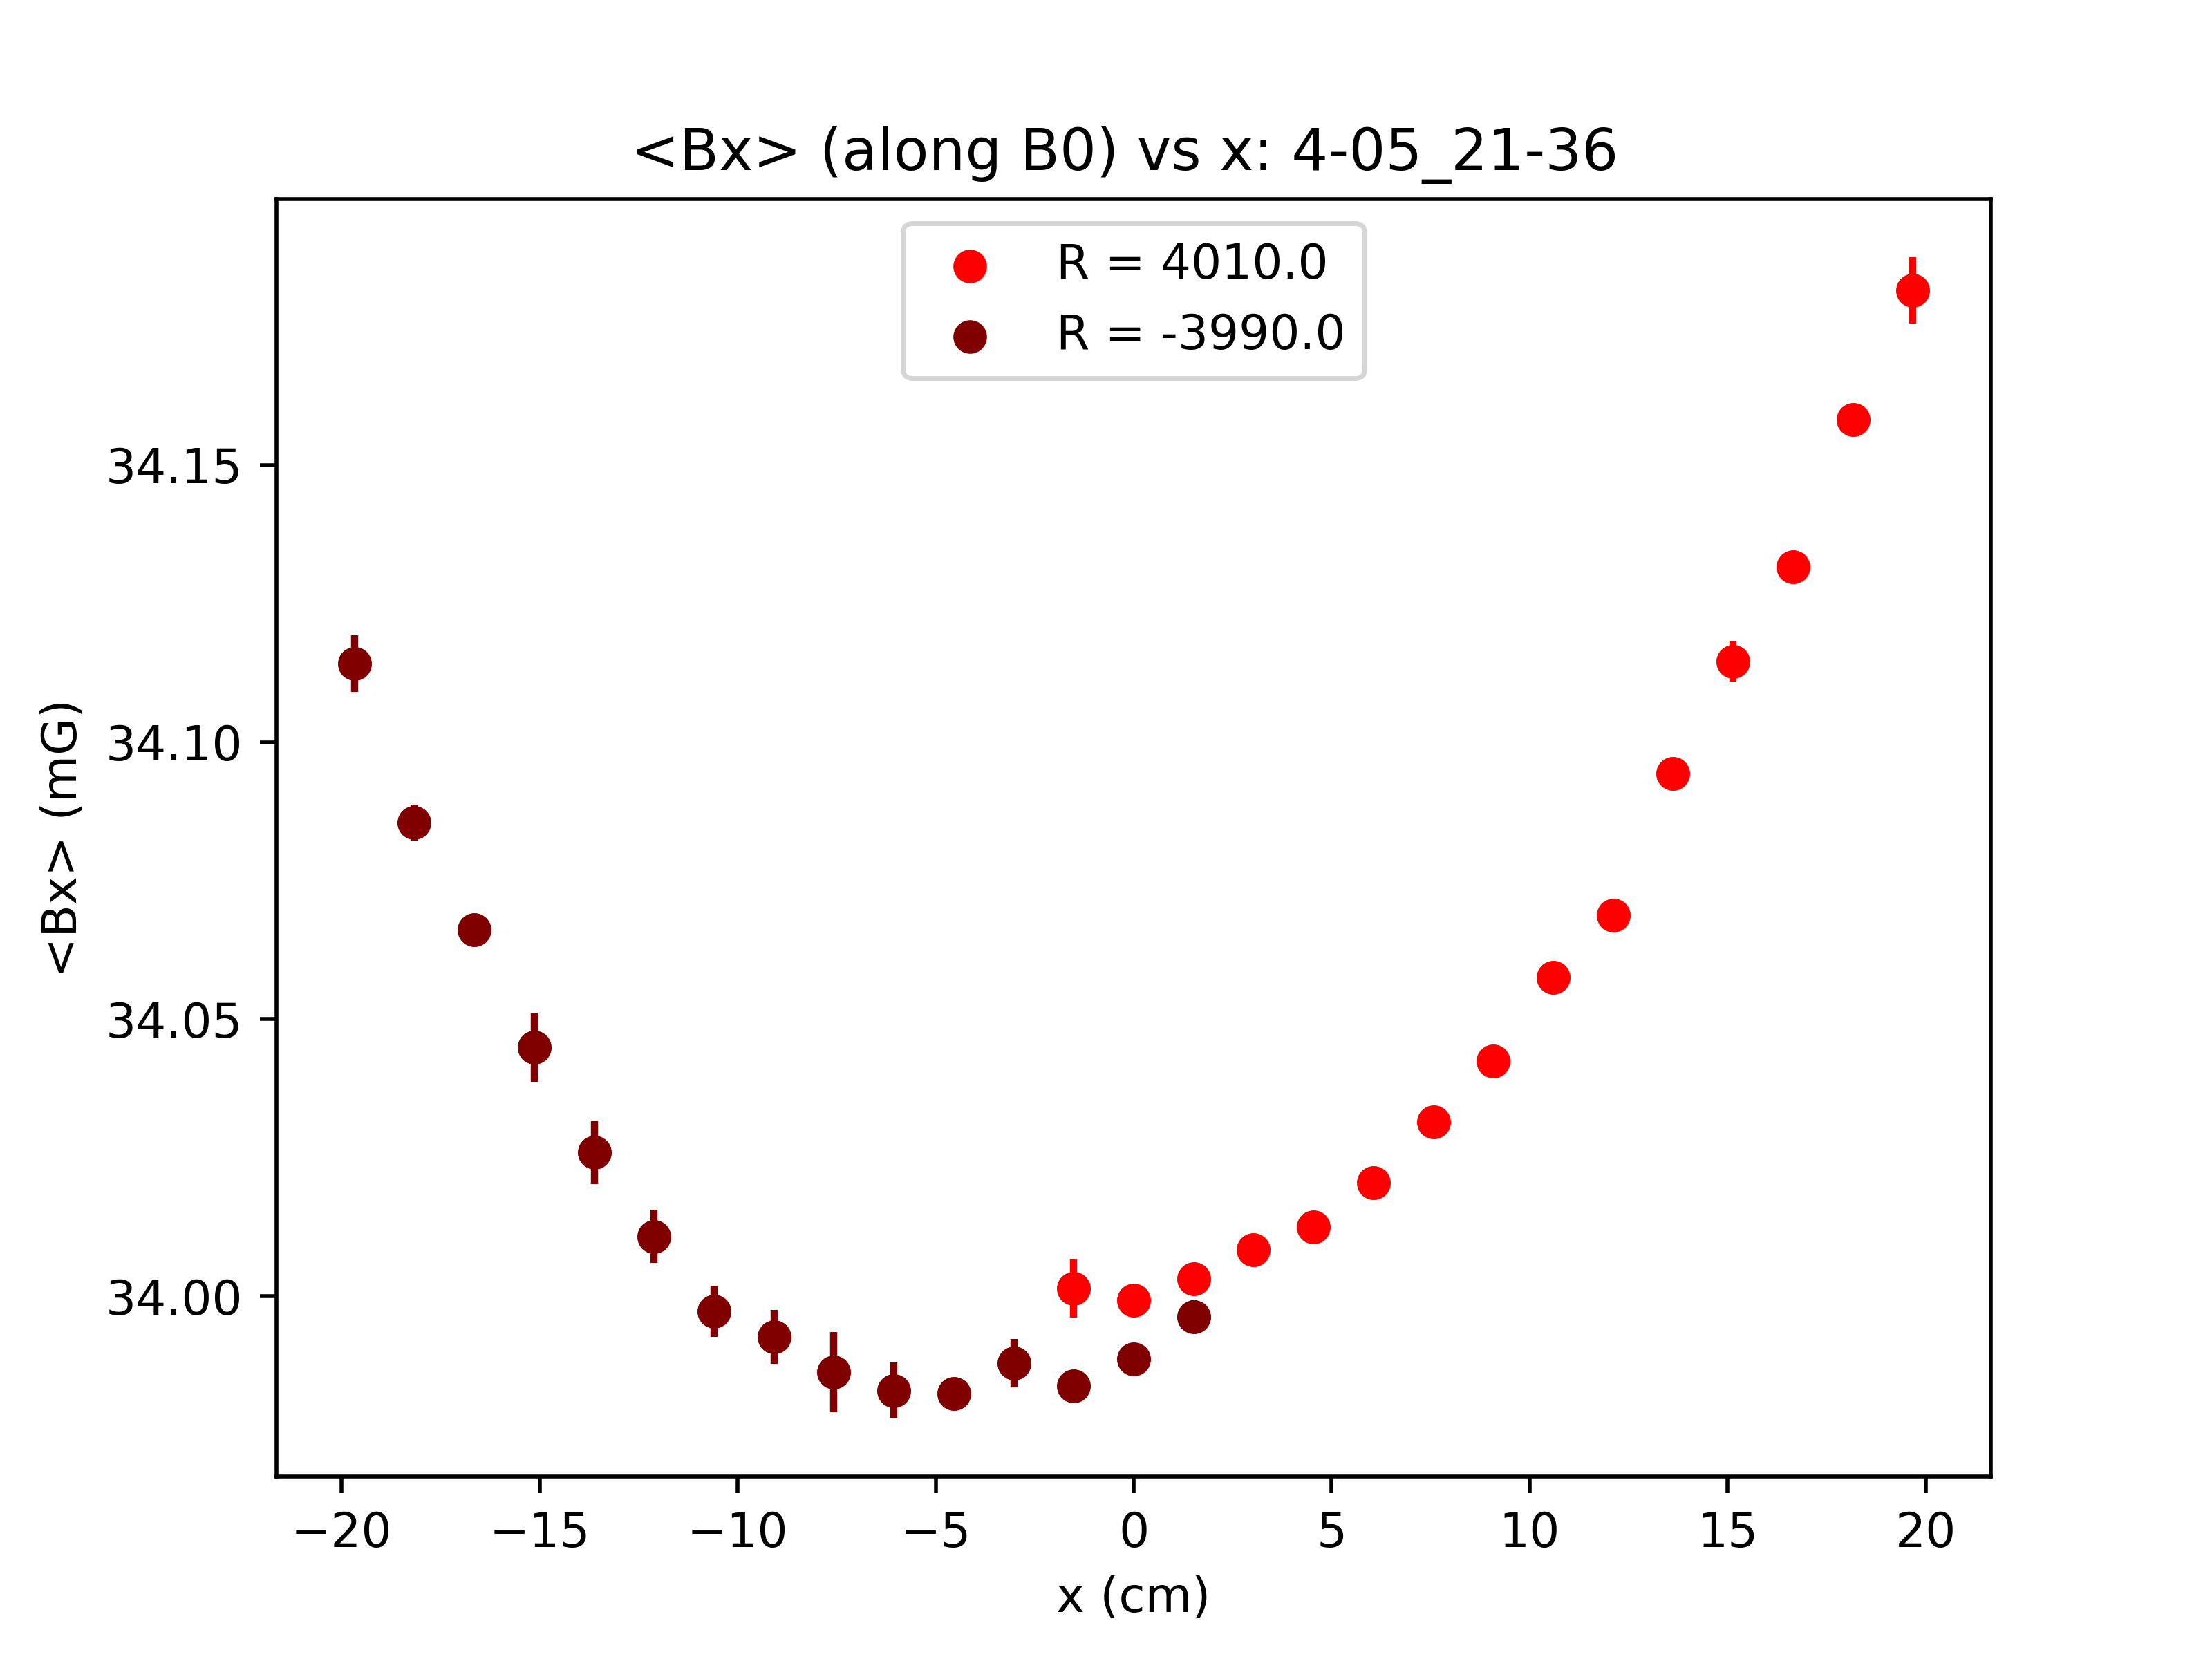 <Bx> (along B0) vs x: 4-05_21-36
R = 4010.0
R = -3990.0
<Bx> (mG)
34.15
34.10
34.05
34.00
−20 −15 −10 −5 0 5 10 15 20
x (cm)